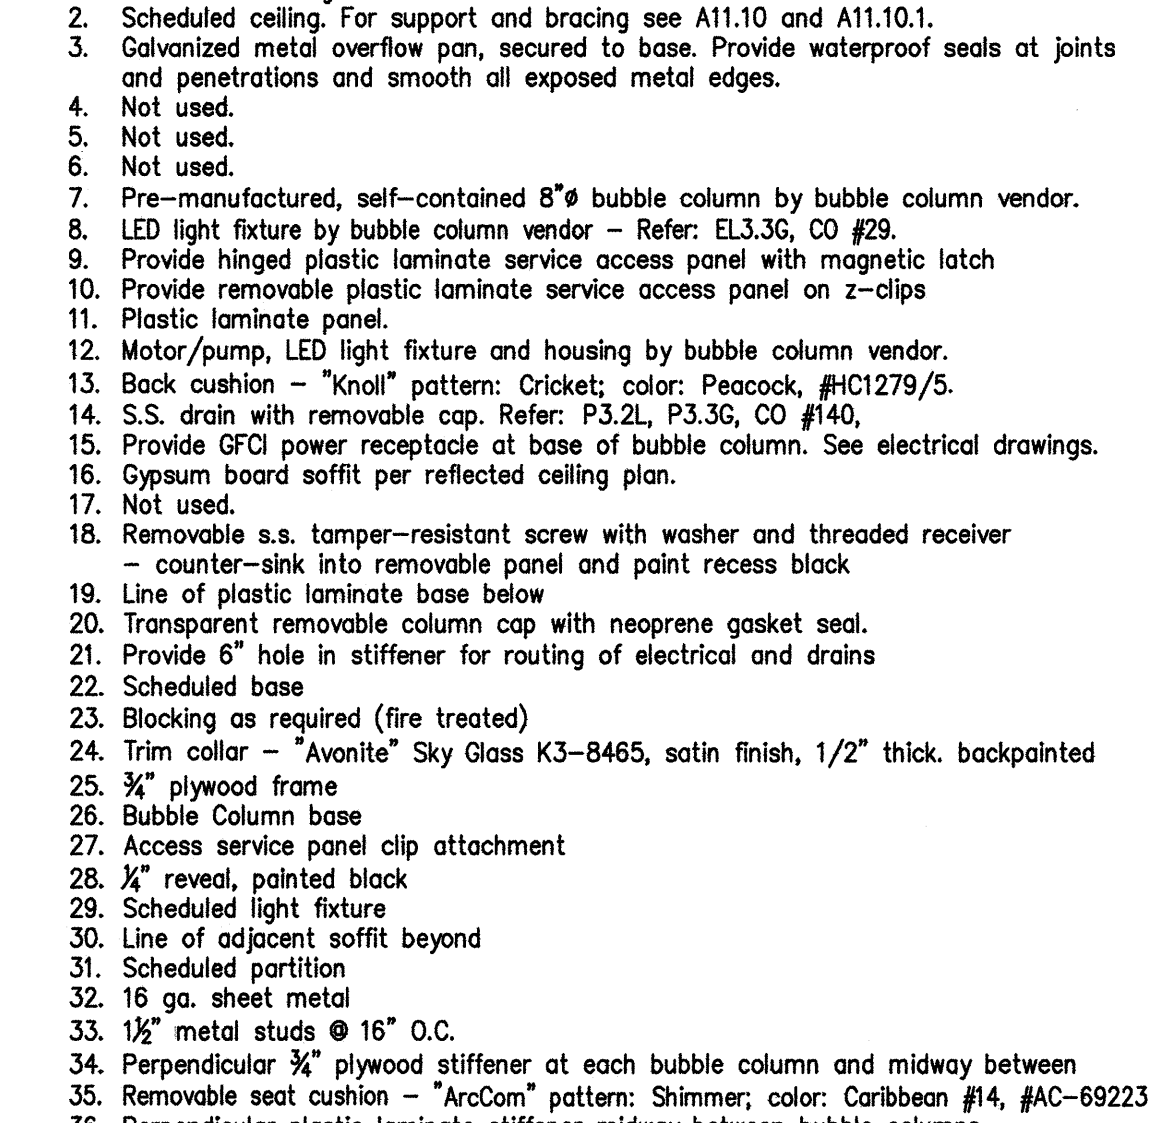 2. Scheduled ceiling. For support and bracing see A11.10 and A11.10.1.
3. Galvanized metal overflow pan, secured to base. Provide waterproof seals at joints
and penetrations and smooth all exposed metal edges.
4. Not used.
5. Not used.
6. Not used.
7. Pre-manufactured, self-contained 8"ø bubble column by bubble column vendor.
8. LED light fixture by bubble column vendor - Refer: EL3.3G, CO #29.
9. Provide hinged plastic laminate service access panel with magnetic latch
10. Provide removable plastic laminate service access panel on z-clips
11. Plastic laminate panel.
12. Motor/pump, LED light fixture and housing by bubble column vendor.
13. Back cushion - "Knoll" pattern: Cricket; color: Peacock, #HC1279/5.
14. S.S. drain with removable cap. Refer: P3.2L, P3.3G, CO #140,
15. Provide GFCI power receptacle at base of bubble column. See electrical drawings.
16. Gypsum board soffit per reflected ceiling plan.
17. Not used.
18. Removable s.s. tamper-resistant screw with washer and threaded receiver
- counter-sink into removable panel and paint recess black
19. Line of plastic laminate base below
20. Transparent removable column cap with neoprene gasket seal.
21. Provide 6" hole in stiffener for routing of electrical and drains
22. Scheduled base
23. Blocking as required (fire treated)
24. Trim collar - "Avonite" Sky Glass K3-8465, satin finish, 1/2" thick. backpainted
25. ¾" plywood frame
26. Bubble Column base
27. Access service panel clip attachment
28. ¼" reveal, painted black
29. Scheduled light fixture
30. Line of adjacent soffit beyond
31. Scheduled partition
32. 16 ga. sheet metal
33. 1½" metal studs @ 16" O.C.
34. Perpendicular ¾" plywood stiffener at each bubble column and midway between
35. Removable seat cushion - "ArcCom" pattern: Shimmer; color: Caribbean #14, #AC-69223
36. Perpendicular plastic laminate stiffener midway between bubble columns